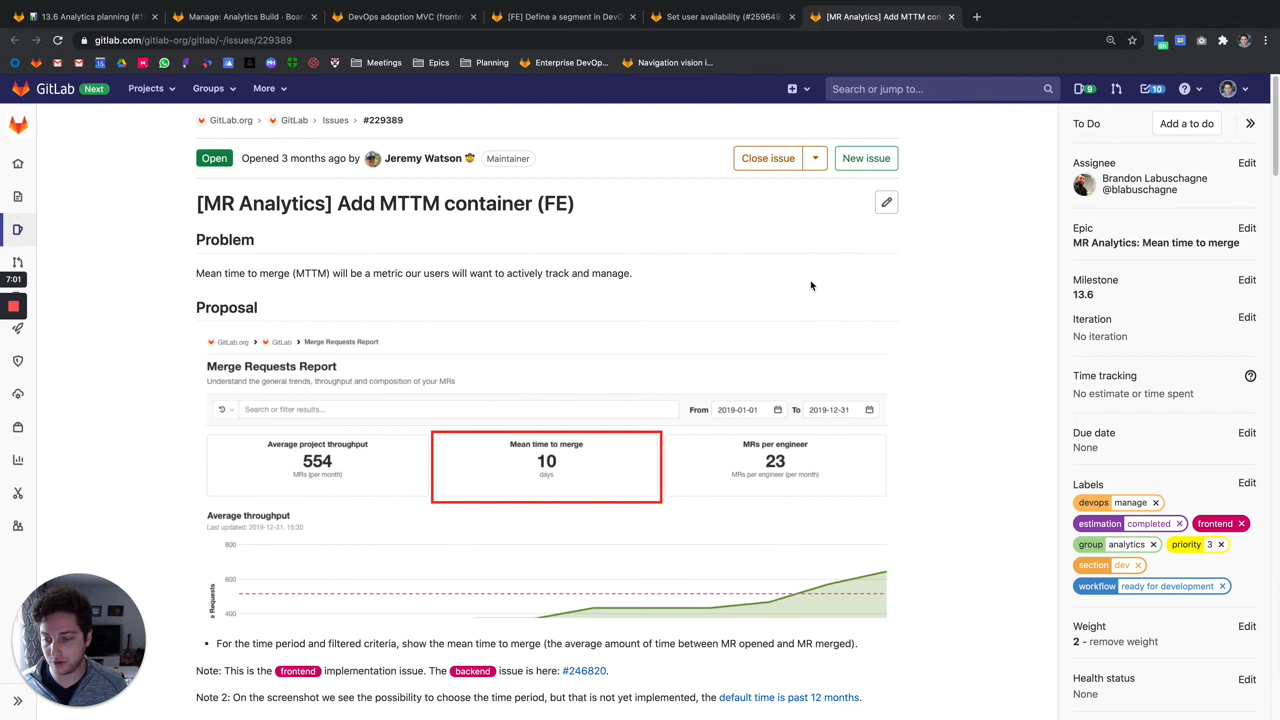 13.6 Analytics planning (#1
Manage: Analytics Build · Boar
DevOps adoption MVC (fronte
[FE] Define a segment in DevO
Set user availability (#259649)
[MR Analytics] Add MTTM cont
gitlab.com/gitlab-org/gitlab/-/issues/229389
Meetings
Epics
Planning
Enterprise DevOp...
Navigation vision i...
GitLab Next
Projects
Groups
More
Search or jump to...
9
10
GitLab.org > GitLab > Issues > #229389
Open Opened 3 months ago by Jeremy Watson Maintainer
Close issue
New issue
[MR Analytics] Add MTTM container (FE)
Problem
Mean time to merge (MTTM) will be a metric our users will want to actively track and manage.
Proposal
GitLab.org > GitLab > Merge Requests Report
Merge Requests Report
Understand the general trends, throughput and composition of your MRs
Search or filter results...
From 2019-01-01 To 2019-12-31
Average project throughput
554
MRs (per month)
Mean time to merge
10
days
MRs per engineer
23
MRs per engineer (per month)
Average throughput
Last updated: 2019-12-31, 15:30
800
600
400
Requests
• For the time period and filtered criteria, show the mean time to merge (the average amount of time between MR opened and MR merged).
Note: This is the frontend implementation issue. The backend issue is here: #246820.
Note 2: On the screenshot we see the possibility to choose the time period, but that is not yet implemented, the default time is past 12 months.
7:01
To Do
Add a to do
Assignee Edit
Brandon Labuschagne
@blabuschagne
Epic Edit
MR Analytics: Mean time to merge
Milestone Edit
13.6
Iteration Edit
No iteration
Time tracking
No estimate or time spent
Due date Edit
None
Labels Edit
devops manage
estimation completed
frontend
group analytics
priority 3
section dev
workflow ready for development
Weight Edit
2 - remove weight
Health status Edit
None